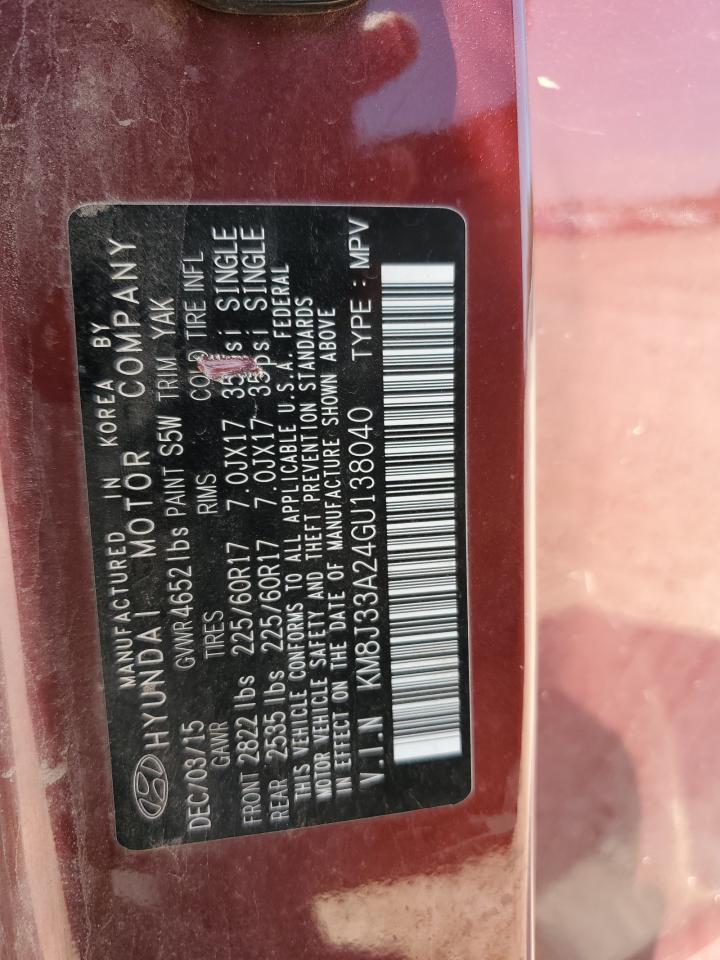 MANUFACTURED IN KOREA BY
HYUNDAI MOTOR COMPANY
DEC/03/15 GVWR4652lbs PAINT S5W TRIM YAK
GAWR TIRES RIMS COLD TIRE INFL
FRONT 2822 lbs 225/60R17 7.0JX17 35psi SINGLE
REAR 2535 lbs 225/60R17 7.0JX17 35psi SINGLE
THIS VEHICLE CONFORMS TO ALL APPLICABLE U.S.A. FEDERAL
MOTOR VEHICLE SAFETY AND THEFT PREVENTION STANDARDS
IN EFFECT ON THE DATE OF MANUFACTURE SHOWN ABOVE
V.I.N KM8J33A24GU138040 TYPE : MPV